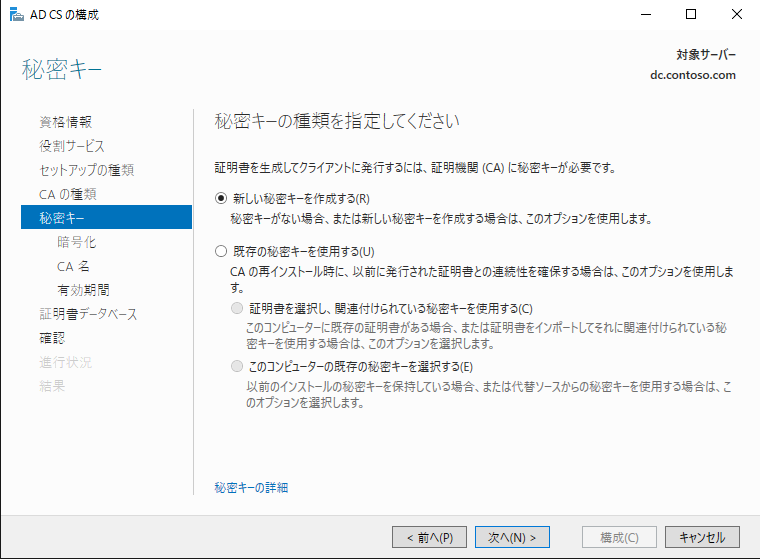 AD CS の構成
対象サーバー
dc.contoso.com
秘密キー
資格情報
役割サービス
セットアップの種類
CA の種類
秘密キー
暗号化
CA 名
有効期間
証明書データベース
確認
進行状況
結果
秘密キーの種類を指定してください
証明書を生成してクライアントに発行するには、証明機関 (CA) に秘密キーが必要です。
新しい秘密キーを作成する(R)
秘密キーがない場合、または新しい秘密キーを作成する場合は、このオプションを使用します。
既存の秘密キーを使用する(U)
CA の再インストール時に、以前に発行された証明書との連続性を確保する場合は、このオプションを使用しま
す。
証明書を選択し、関連付けられている秘密キーを使用する(C)
このコンピューターに既存の証明書がある場合、または証明書をインポートしてそれに関連付けられている秘
密キーを使用する場合は、このオプションを選択します。
このコンピューターの既存の秘密キーを選択する(E)
以前のインストールの秘密キーを保持している場合、または代替ソースからの秘密キーを使用する場合は、こ
のオプションを選択します。
秘密キーの詳細
< 前へ(P)
次へ(N) >
構成(C)
キャンセル